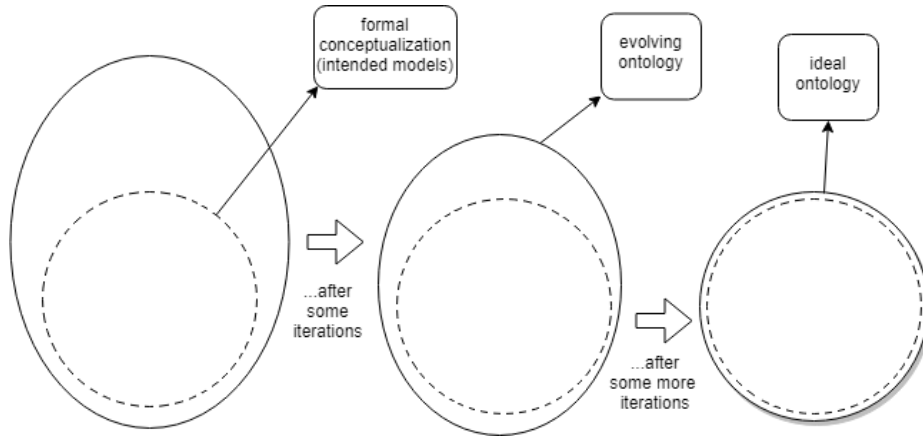 formal
conceptualization
(intended models)
evolving
ontology
ideal
ontology
...after
some
iterations
...after
some more
iterations